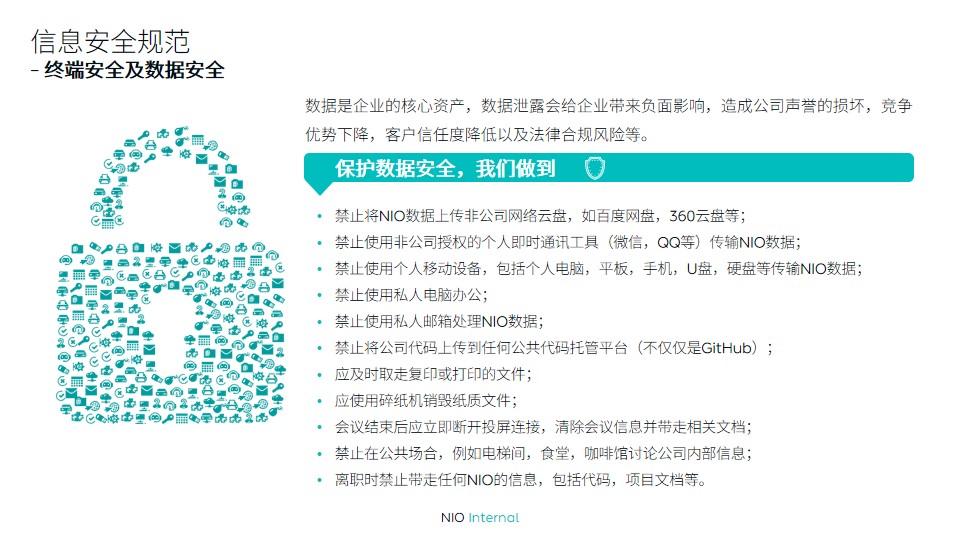 信息安全规范
– 终端安全及数据安全
数据是企业的核心资产，数据泄露会给企业带来负面影响，造成公司声誉的损坏，竞争
优势下降，客户信任度降低以及法律合规风险等。
保护数据安全，我们做到
• 禁止将NIO数据上传非公司网络云盘，如百度网盘，360云盘等；
• 禁止使用非公司授权的个人即时通讯工具（微信，QQ等）传输NIO数据；
• 禁止使用个人移动设备，包括个人电脑，平板，手机，U盘，硬盘等传输NIO数据；
• 禁止使用私人电脑办公；
• 禁止使用私人邮箱处理NIO数据；
• 禁止将公司代码上传到任何公共代码托管平台（不仅仅是GitHub）；
• 应及时取走复印或打印的文件；
• 应使用碎纸机销毁纸质文件；
• 会议结束后应立即断开投屏连接，清除会议信息并带走相关文档；
• 禁止在公共场合，例如电梯间，食堂，咖啡馆讨论公司内部信息；
• 离职时禁止带走任何NIO的信息，包括代码，项目文档等。
NIO Internal